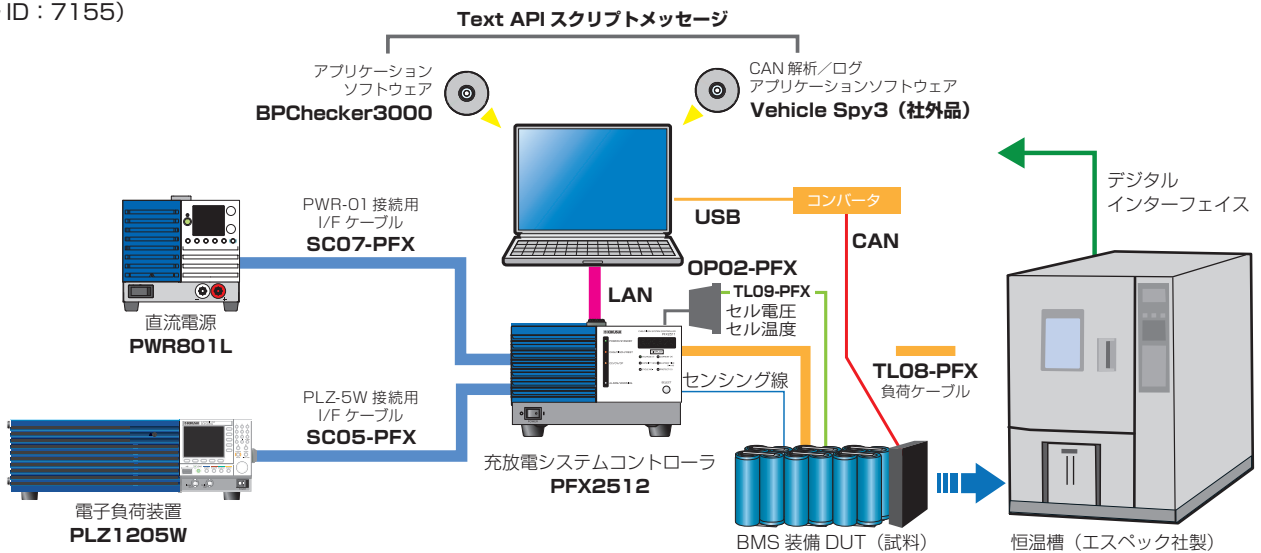 ID：7155）
Text API スクリプトメッセージ
アプリケーション
ソフトウェア
BPChecker3000
CAN 解析／ログ
アプリケーションソフトウェア
Vehicle Spy3（社外品）
デジタル
インターフェイス
PWR-01 接続用
I/F ケーブル
SC07-PFX
USB
コンバータ
CAN
直流電源
PWR801L
LAN
OP02-PFX
TL09-PFX
セル電圧
セル温度
TL08-PFX
負荷ケーブル
センシング線
PLZ-5W 接続用
I/F ケーブル
SC05-PFX
充放電システムコントローラ
PFX2512
電子負荷装置
PLZ1205W
BMS 装備 DUT（試料）
恒温槽（エスペック社製）